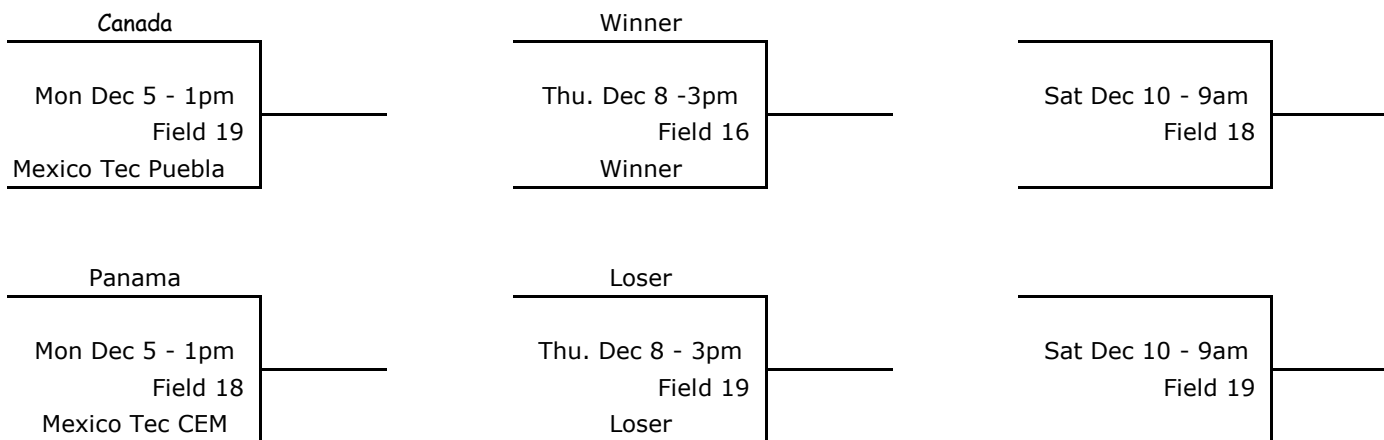 Canada
Mon Dec 5 - 1pm
Field 19
Mexico Tec Puebla
Winner
Thu. Dec 8 -3pm
Field 16
Winner
Sat Dec 10 - 9am
Field 18
Panama
Mon Dec 5 - 1pm
Field 18
Mexico Tec CEM
Loser
Thu. Dec 8 - 3pm
Field 19
Loser
Sat Dec 10 - 9am
Field 19